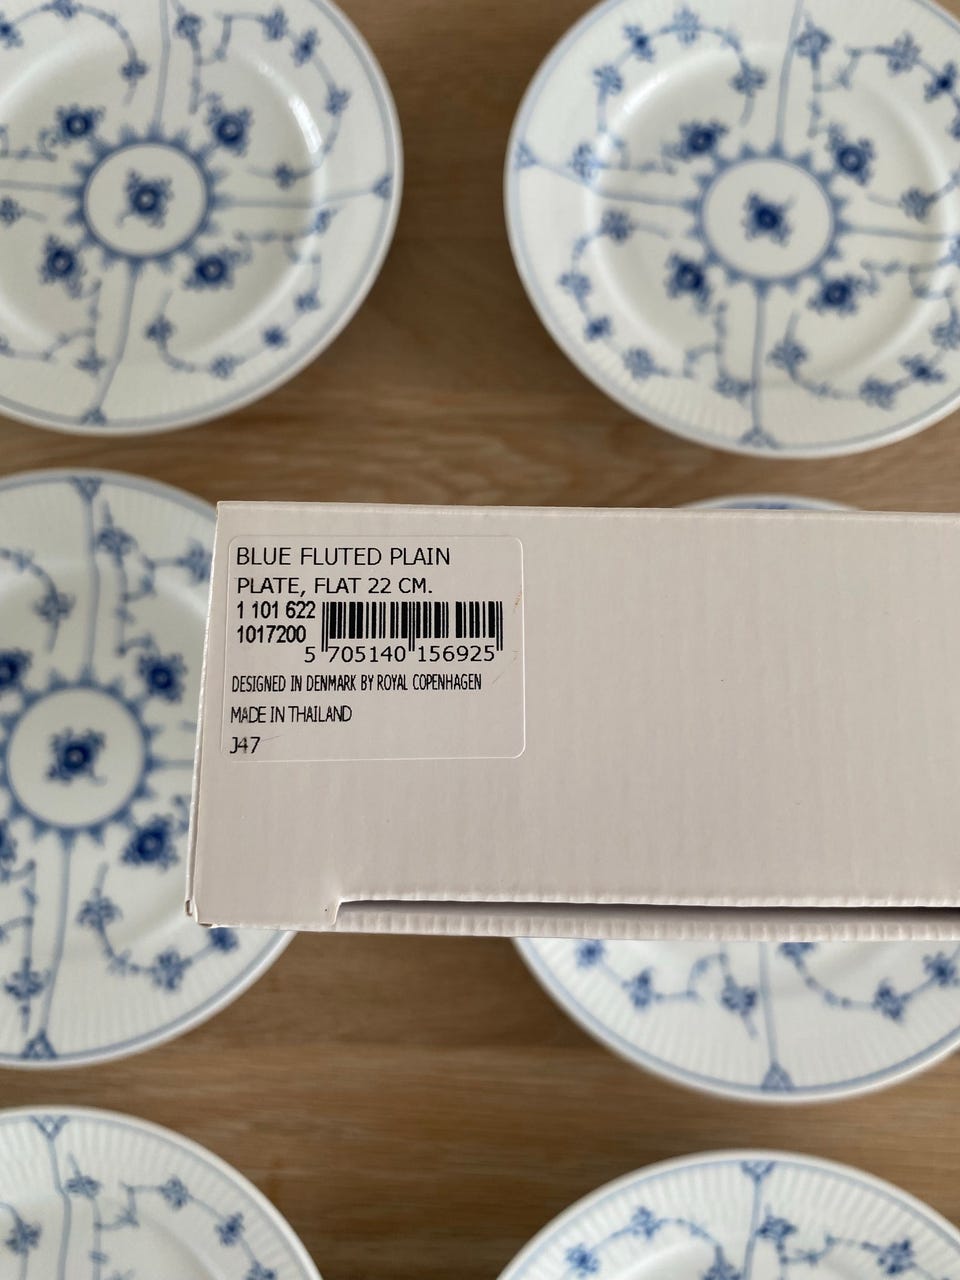 BLUE FLUTED PLAIN
PLATE, FLAT 22 CM.
1 101 622
1017200
5 705140 156925
DESIGNED IN DENMARK BY ROYAL COPENHAGEN
MADE IN THAILAND
J47